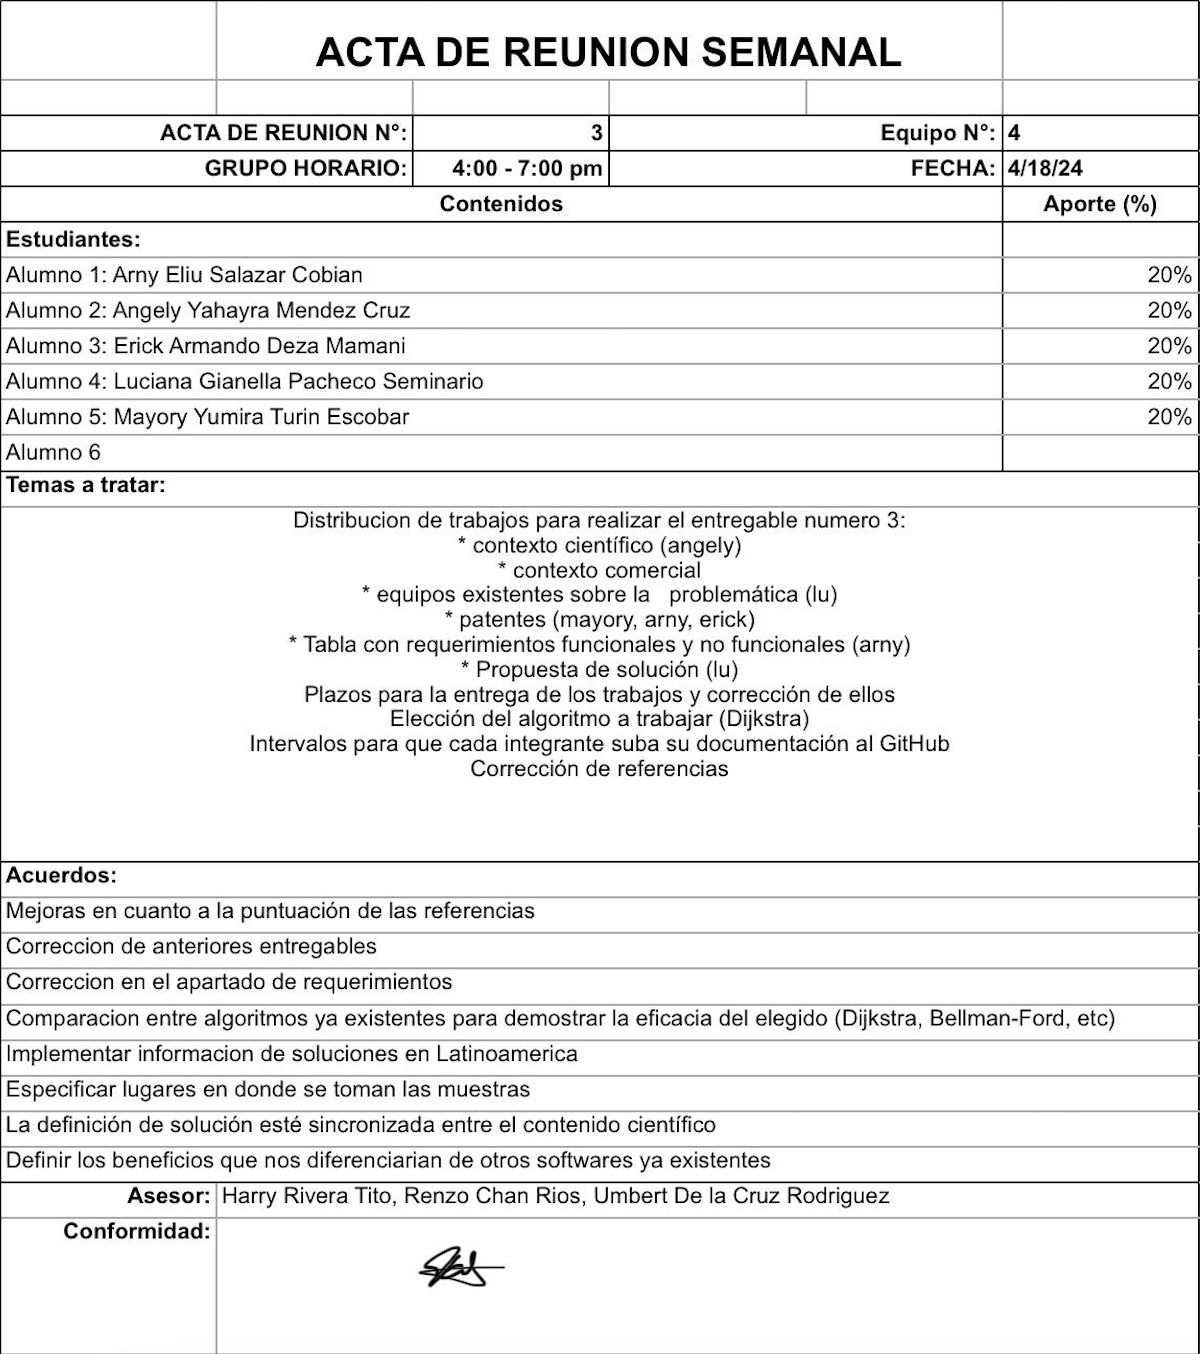 ACTA DE REUNION SEMANAL
ACTA DE REUNION N°: 3 Equipo N°: 4
GRUPO HORARIO: 4:00 - 7:00 pm FECHA: 4/18/24
Contenidos Aporte (%)
Estudiantes:
Alumno 1: Arny Eliu Salazar Cobian 20%
Alumno 2: Angely Yahayra Mendez Cruz 20%
Alumno 3: Erick Armando Deza Mamani 20%
Alumno 4: Luciana Gianella Pacheco Seminario 20%
Alumno 5: Mayory Yumira Turin Escobar 20%
Alumno 6
Temas a tratar:
Distribucion de trabajos para realizar el entregable numero 3:
* contexto científico (angely)
* contexto comercial
* equipos existentes sobre la problemática (lu)
* patentes (mayory, arny, erick)
* Tabla con requerimientos funcionales y no funcionales (arny)
* Propuesta de solución (lu)
Plazos para la entrega de los trabajos y corrección de ellos
Elección del algoritmo a trabajar (Dijkstra)
Intervalos para que cada integrante suba su documentación al GitHub
Corrección de referencias
Acuerdos:
Mejoras en cuanto a la puntuación de las referencias
Correccion de anteriores entregables
Correccion en el apartado de requerimientos
Comparacion entre algoritmos ya existentes para demostrar la eficacia del elegido (Dijkstra, Bellman-Ford, etc)
Implementar informacion de soluciones en Latinoamerica
Especificar lugares en donde se toman las muestras
La definición de solución esté sincronizada entre el contenido científico
Definir los beneficios que nos diferenciarian de otros softwares ya existentes
Asesor: Harry Rivera Tito, Renzo Chan Rios, Umbert De la Cruz Rodriguez
Conformidad: